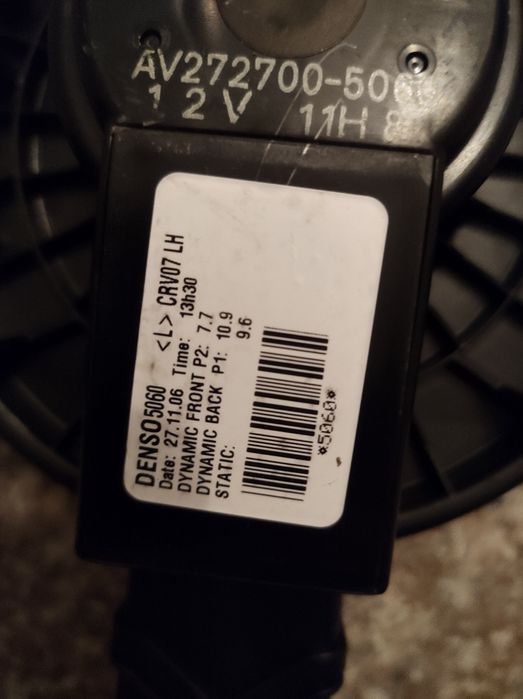 AV272700-50
12V 11H 8
DENSO5060 <L> CRV07 LH
Date: 27.11.06 Time: 13h30
DYNAMIC FRONT P2: 7.7
DYNAMIC BACK P1: 10.9
STATIC: 9.6
*5060*